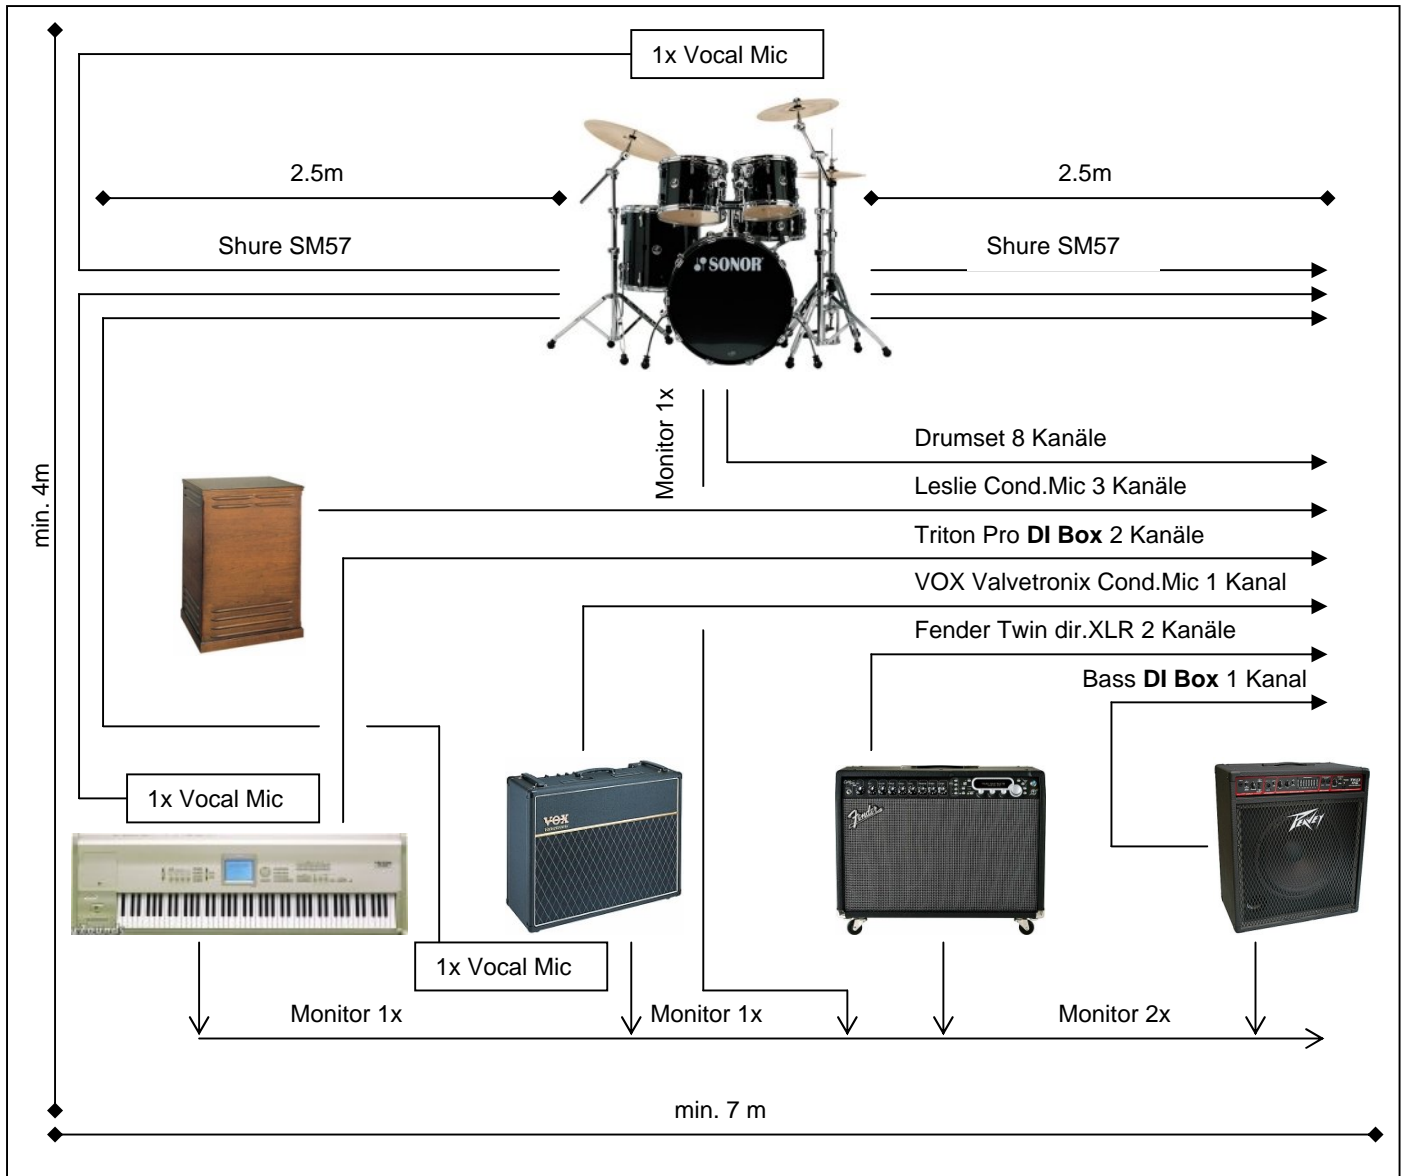 1x Vocal Mic
2.5m
2.5m
Shure SM57
Shure SM57
SONOR
Monitor 1x
min. 4m
Drumset 8 Kanäle
Leslie Cond.Mic 3 Kanäle
Triton Pro DI Box 2 Kanäle
VOX Valvetronix Cond.Mic 1 Kanal
Fender Twin dir.XLR 2 Kanäle
Bass DI Box 1 Kanal
1x Vocal Mic
VOX
Fender
PEAVEY
1x Vocal Mic
Monitor 1x
Monitor 1x
Monitor 2x
min. 7 m